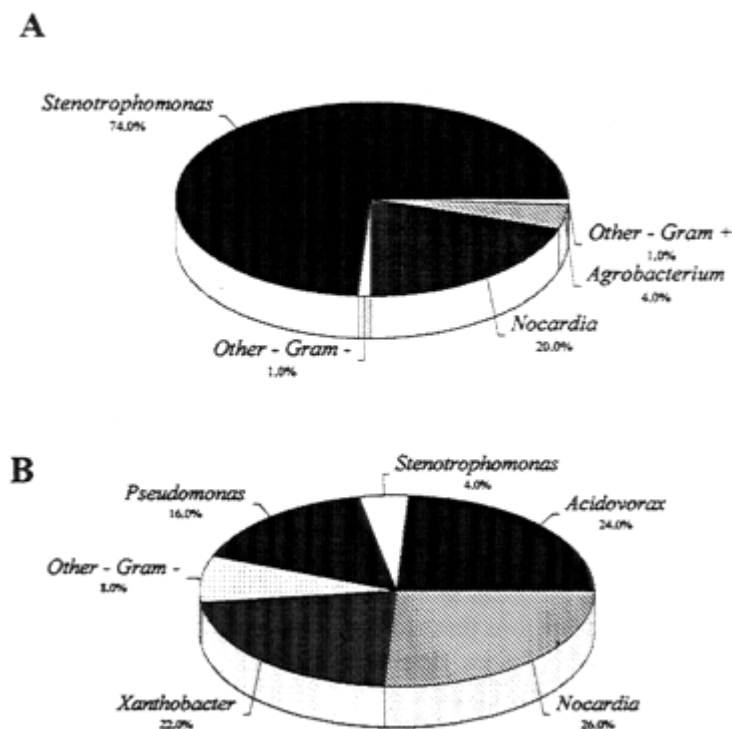 A
Stenotrophomonas
74.0%
Other - Gram +
1.0%
Agrobacterium
4.0%
Nocardia
20.0%
Other - Gram -
1.0%
B
Stenotrophomonas
4.0%
Pseudomonas
16.0%
Acidovorax
24.0%
Other - Gram -
8.0%
Xanthobacter
22.0%
Nocardia
26.0%